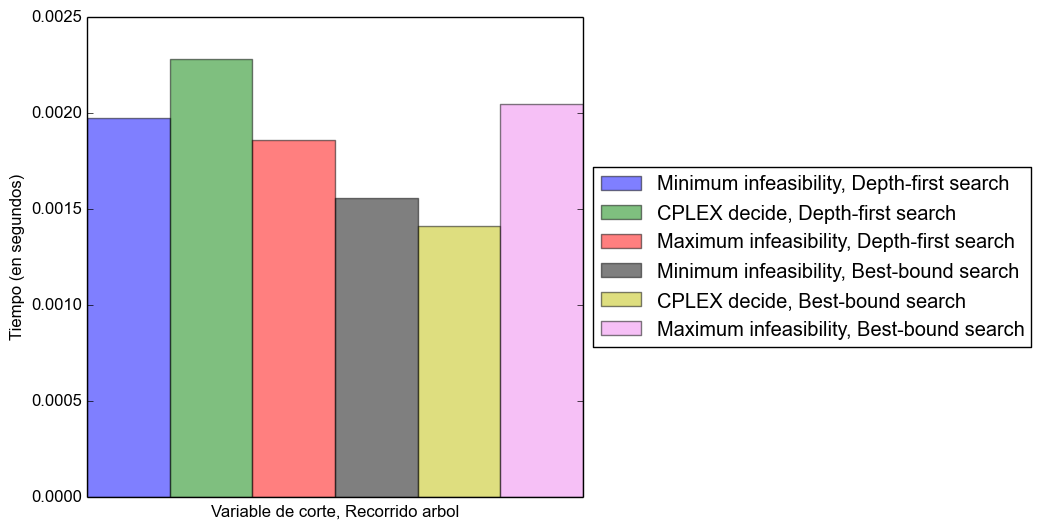 0.0025
0.0020
0.0015
0.0010
0.0005
0.0000
Tiempo (en segundos)
Variable de corte, Recorrido arbol
Minimum infeasibility, Depth-first search
CPLEX decide, Depth-first search
Maximum infeasibility, Depth-first search
Minimum infeasibility, Best-bound search
CPLEX decide, Best-bound search
Maximum infeasibility, Best-bound search